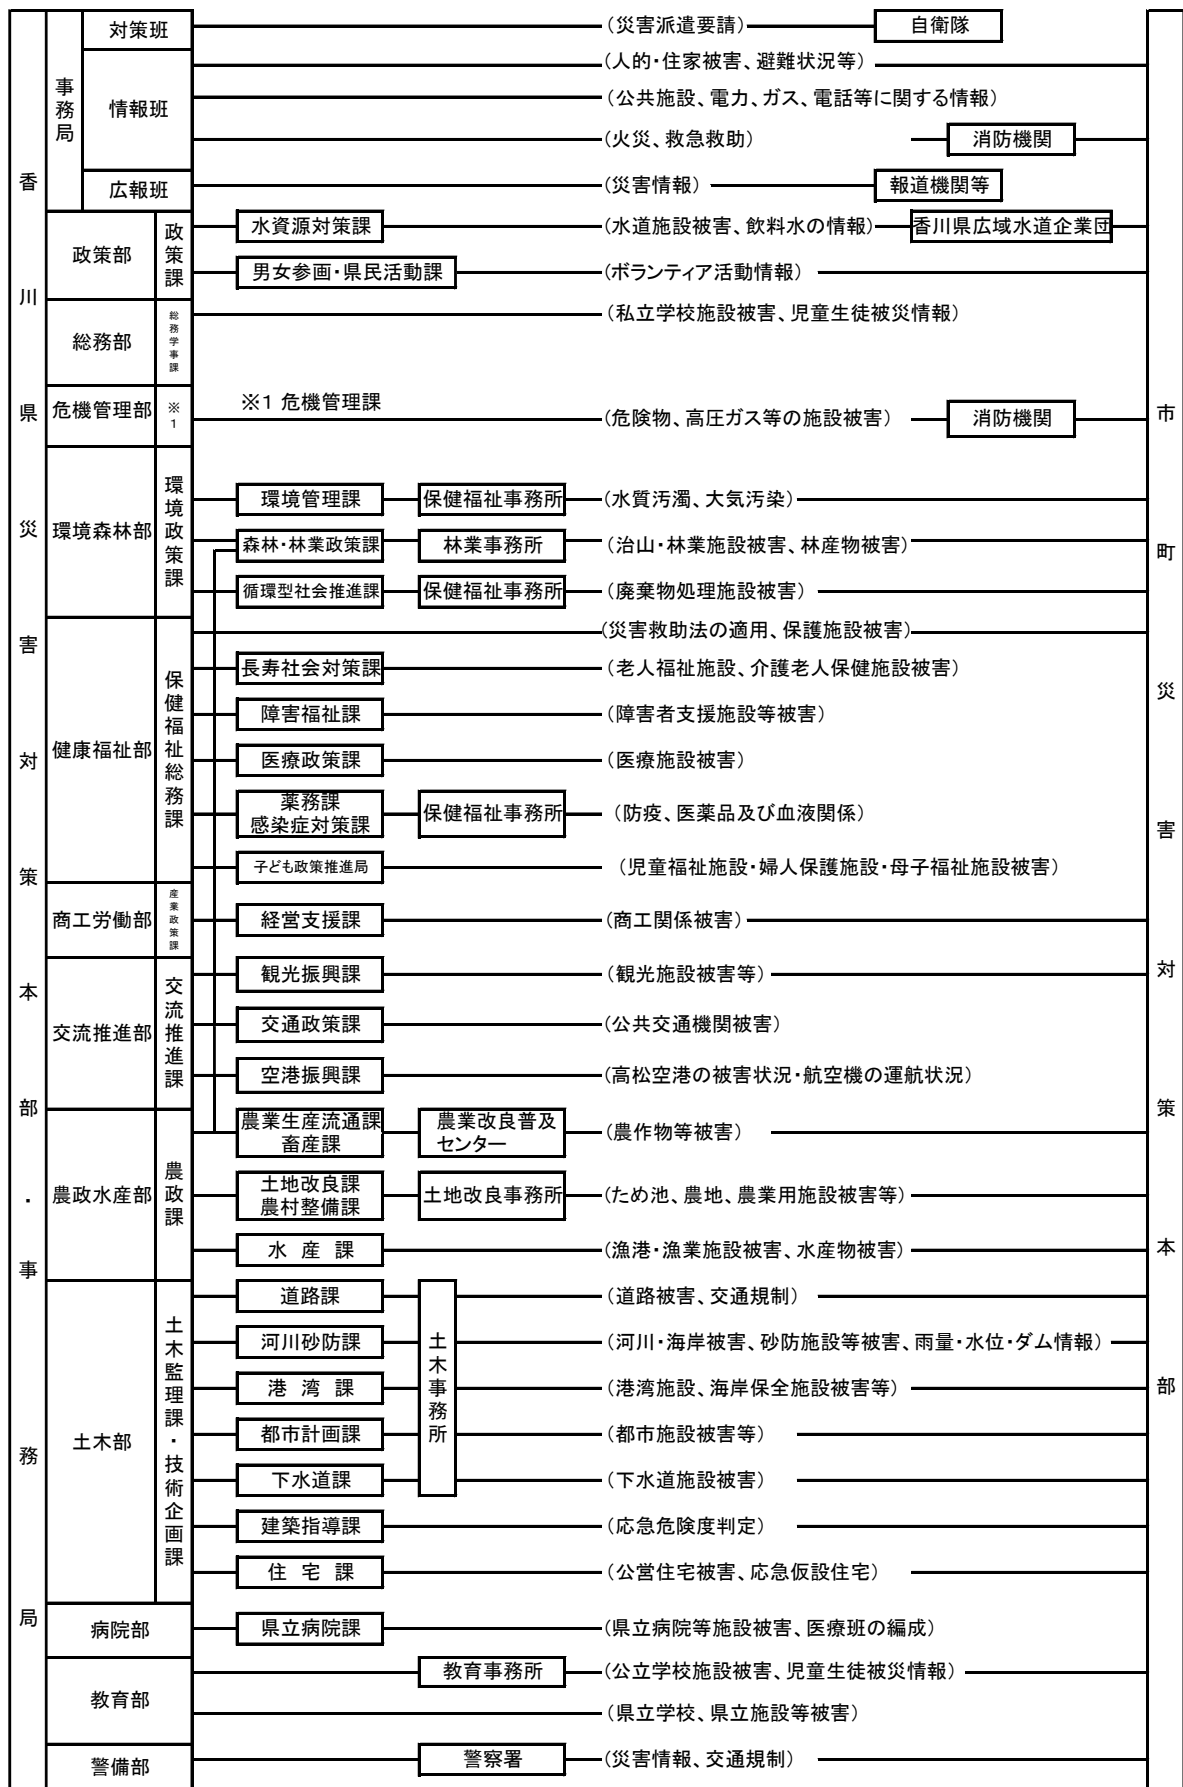 香川県災害対策本部・事務局
市町災害対策本部
事務局
対策班
(災害派遣要請)
自衛隊
情報班
(人的・住家被害、避難状況等)
(公共施設、電力、ガス、電話等に関する情報)
(火災、救急救助)
消防機関
広報班
(災害情報)
報道機関等
政策部
政策課
水資源対策課
(水道施設被害、飲料水の情報)
香川県広域水道企業団
男女参画・県民活動課
(ボランティア活動情報)
総務部
総務学事課
(私立学校施設被害、児童生徒被災情報)
危機管理部
※1
※1 危機管理課
(危険物、高圧ガス等の施設被害)
消防機関
環境森林部
環境政策課
環境管理課
保健福祉事務所
(水質汚濁、大気汚染)
森林・林業政策課
林業事務所
(治山・林業施設被害、林産物被害)
循環型社会推進課
保健福祉事務所
(廃棄物処理施設被害)
健康福祉部
保健福祉総務課
(災害救助法の適用、保護施設被害)
長寿社会対策課
(老人福祉施設、介護老人保健施設被害)
障害福祉課
(障害者支援施設等被害)
医療政策課
(医療施設被害)
薬務課
感染症対策課
保健福祉事務所
(防疫、医薬品及び血液関係)
子ども政策推進局
(児童福祉施設・婦人保護施設・母子福祉施設被害)
商工労働部
産業政策課
経営支援課
(商工関係被害)
交流推進部
交流推進課
観光振興課
(観光施設被害等)
交通政策課
(公共交通機関被害)
空港振興課
(高松空港の被害状況・航空機の運航状況)
農政水産部
農政課
農業生産流通課
畜産課
農業改良普及
センター
(農作物等被害)
土地改良課
農村整備課
土地改良事務所
(ため池、農地、農業用施設被害等)
水 産 課
(漁港・漁業施設被害、水産物被害)
土木部
土木監理課・技術企画課
道路課
土木事務所
(道路被害、交通規制)
河川砂防課
(河川・海岸被害、砂防施設等被害、雨量・水位・ダム情報)
港 湾 課
(港湾施設、海岸保全施設被害等)
都市計画課
(都市施設被害等)
下水道課
(下水道施設被害)
建築指導課
(応急危険度判定)
住 宅 課
(公営住宅被害、応急仮設住宅)
病院部
県立病院課
(県立病院等施設被害、医療班の編成)
教育部
教育事務所
(公立学校施設被害、児童生徒被災情報)
(県立学校、県立施設等被害)
警備部
警察署
(災害情報、交通規制)